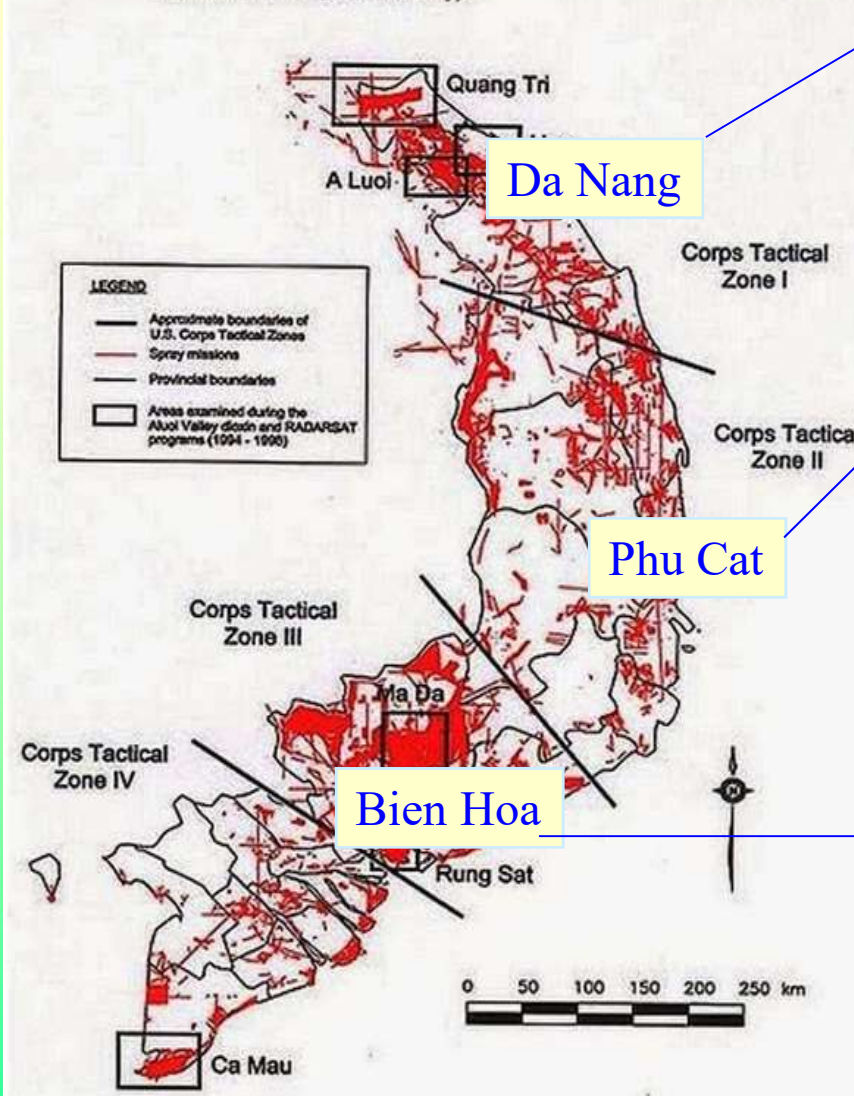 Quang Tri
A Luoi
Da Nang
Corps Tactical
Zone I
LEGEND
Approximate boundaries of
U.S. Corps Tactical Zones
Spray missions
Provincial boundaries
Areas examined during the
Aluoi Valley dioxin and RADARSAT
programs (1994 - 1996)
Corps Tactica
Zone II
Phu Cat
Corps Tactical
Zone III
Ma Da
Corps Tactical
Zone IV
Bien Hoa
N
Rung Sat
0 50 100 150 200 250 km
Ca Mau